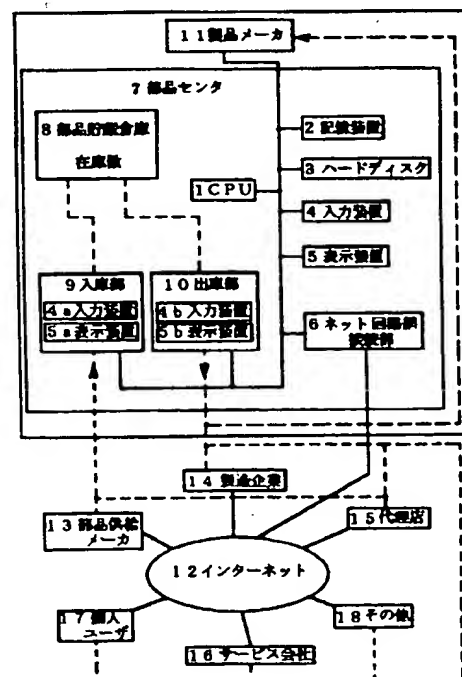 11製品メーカ
7部品センタ
8部品貯蔵倉庫
在庫数
2記憶装置
3ハードディスク
1CPU
4入力装置
5表示装置
9入庫部
4a入力装置
5a表示装置
10出庫部
4b入力装置
5b表示装置
6ネット回路網
接続部
14製造企業
13部品供給
メーカ
15代理店
12インターネット
17個人
ユーザ
18その他
16サービス会社